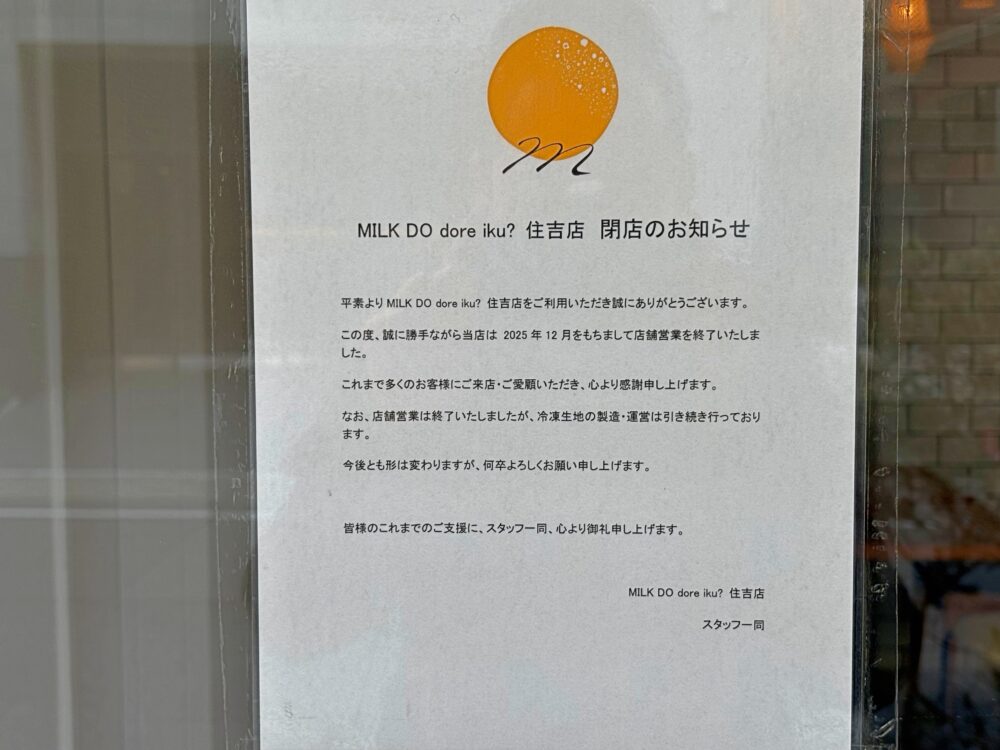 m
MILK DO dore iku? 住吉店 閉店のお知らせ
平素より MILK DO dore iku? 住吉店をご利用いただき誠にありがとうございます。
この度、誠に勝手ながら当店は 2025 年 12 月をもちまして店舗営業を終了いたしま
した。
これまで多くのお客様にご来店・ご愛顧いただき、心より感謝申し上げます。
なお、店舗営業は終了いたしましたが、冷凍生地の製造・運営は引き続き行っており
ます。
今後とも形は変わりますが、何卒よろしくお願い申し上げます。
皆様のこれまでのご支援に、スタッフ一同、心より御礼申し上げます。
MILK DO dore iku? 住吉店
スタッフ一同